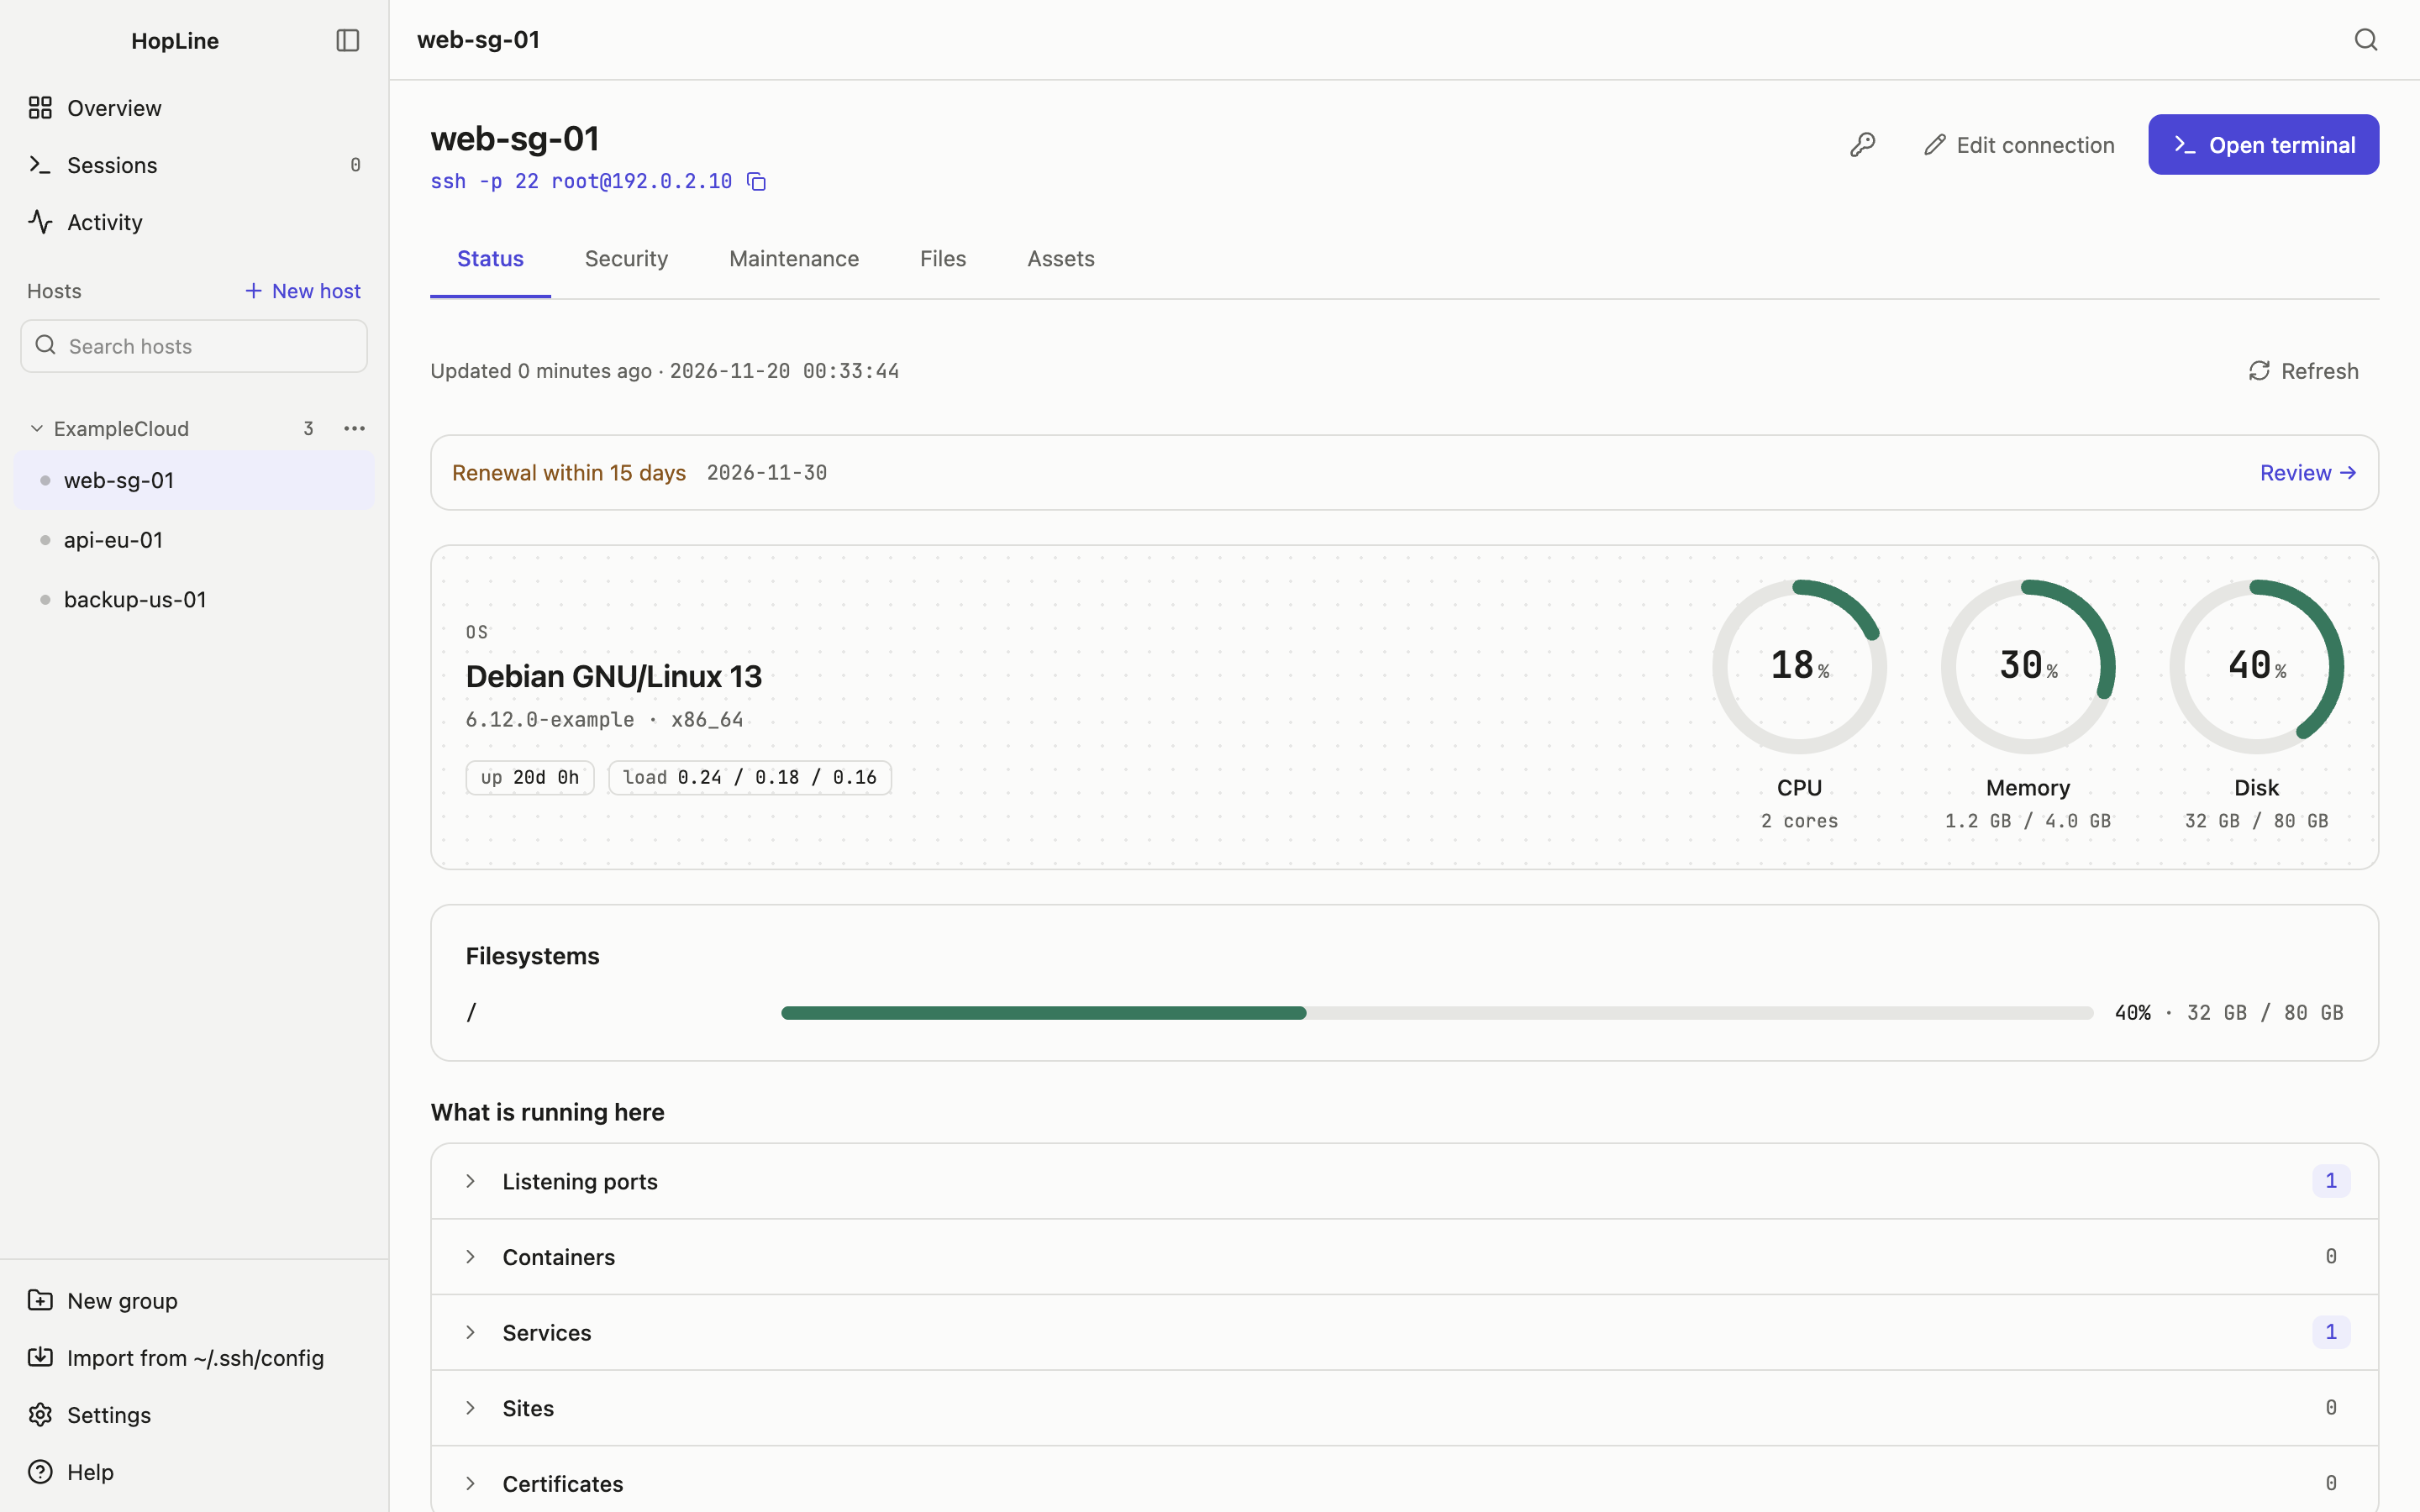 HopLine
Overview
Sessions 0
Activity
Hosts + New host
Search hosts
ExampleCloud 3
web-sg-01
api-eu-01
backup-us-01
New group
Import from ~/.ssh/config
Settings
Help
web-sg-01
web-sg-01
ssh -p 22 root@192.0.2.10
Edit connection
Open terminal
Status Security Maintenance Files Assets
Updated 0 minutes ago · 2026-11-20 00:33:44
Refresh
Renewal within 15 days 2026-11-30 Review →
OS
Debian GNU/Linux 13
6.12.0-example · x86_64
up 20d 0h load 0.24 / 0.18 / 0.16
18%
CPU
2 cores
30%
Memory
1.2 GB / 4.0 GB
40%
Disk
32 GB / 80 GB
Filesystems
/ 40% · 32 GB / 80 GB
What is running here
Listening ports 1
Containers 0
Services 1
Sites 0
Certificates 0